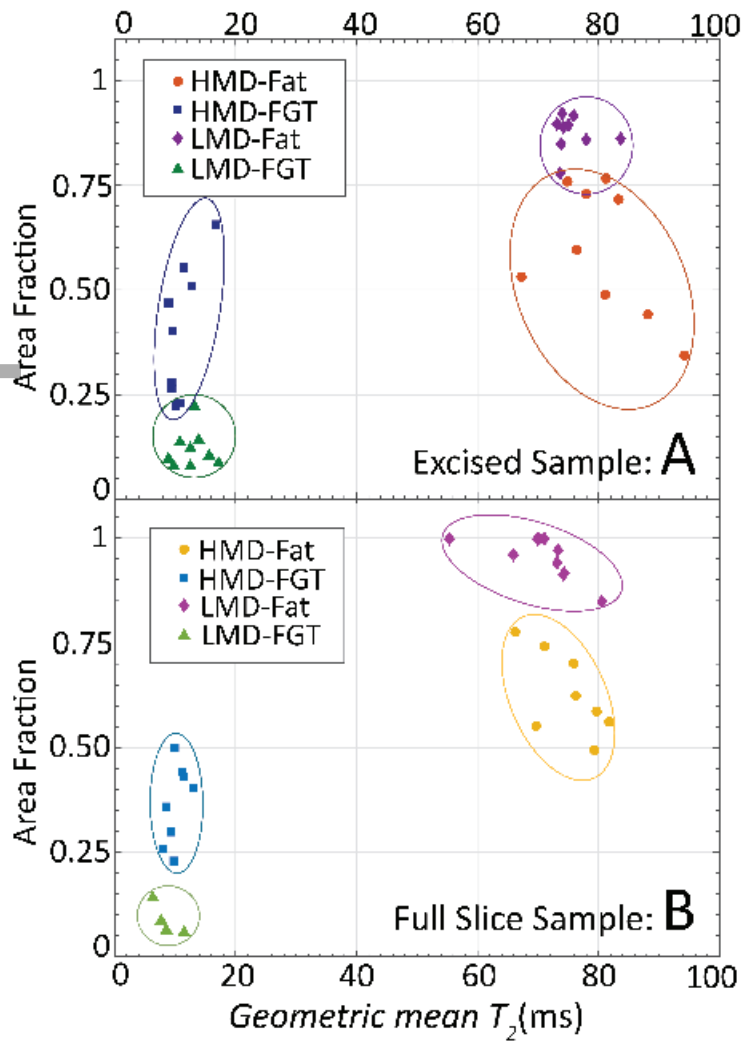 0 20 40 60 80 100
HMD-Fat
HMD-FGT
LMD-Fat
LMD-FGT
1
0.75
0.50
0.25
0
Area Fraction
Excised Sample: A
HMD-Fat
HMD-FGT
LMD-Fat
LMD-FGT
1
0.75
0.50
0.25
0
Area Fraction
Full Slice Sample: B
0 20 40 60 80 100
Geometric mean T2(ms)